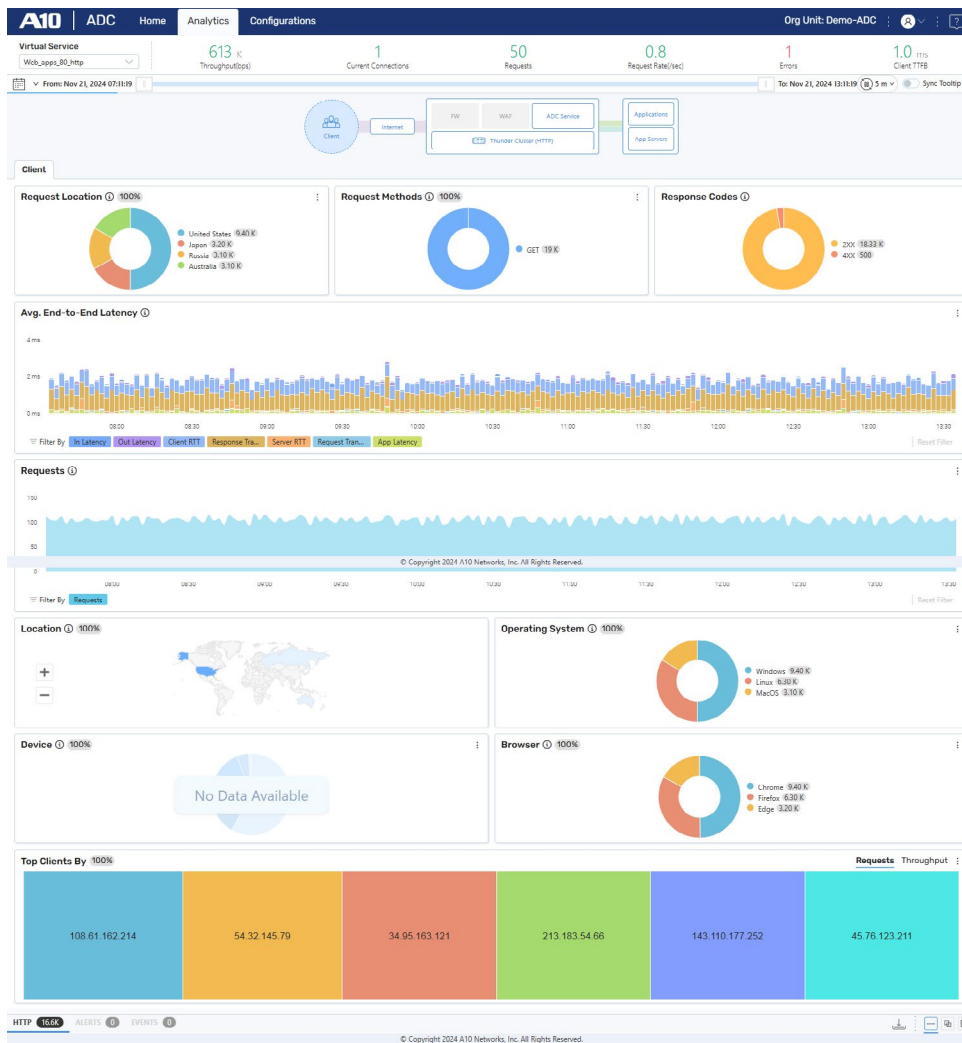 A10 ADC Home Analytics Configurations Org Unit: Demo-ADC
Virtual Service
Web_apps_80_http
613 K
Throughput(bps)
1
Current Connections
50
Requests
0.8
Request Rate(/sec)
1
Errors
1.0 ms
Client TTFB
From: Nov 21, 2024 07:11:19 To: Nov 21, 2024 13:11:19 5 m Sync Tooltip
Client
Internet
FW WAF ADC Service
Thunder Cluster (HTTP)
Applications
App Servers
Client
Request Location 100%
United States 9.40 K
Japan 3.20 K
Russia 3.10 K
Australia 3.10 K
Request Methods 100%
GET 19 K
Response Codes
2XX 18.33 K
4XX 500
Avg. End-to-End Latency
4 ms
2 ms
0 ms
08:00 08:30 09:00 09:30 10:00 10:30 11:00 11:30 12:00 12:30 13:00 13:30
Filter By In Latency Out Latency Client RTT Response Tra... Server RTT Request Tran... App Latency Reset Filter
Requests
150
100
50
© Copyright 2024 A10 Networks, Inc. All Rights Reserved.
0
08:00 08:30 09:00 09:30 10:00 10:30 11:00 11:30 12:00 12:30 13:00 13:30
Filter By Requests Reset Filter
Location 100%
+
−
Operating System 100%
Windows 9.40 K
Linux 6.30 K
MacOS 3.10 K
Device 100%
No Data Available
Browser 100%
Chrome 9.40 K
Firefox 6.30 K
Edge 3.20 K
Top Clients By 100% Requests Throughput
108.61.162.214 54.32.145.79 34.95.163.121 213.183.54.66 143.110.177.252 45.76.123.211
HTTP 16.6K ALERTS 0 EVENTS 0
© Copyright 2024 A10 Networks, Inc. All Rights Reserved.